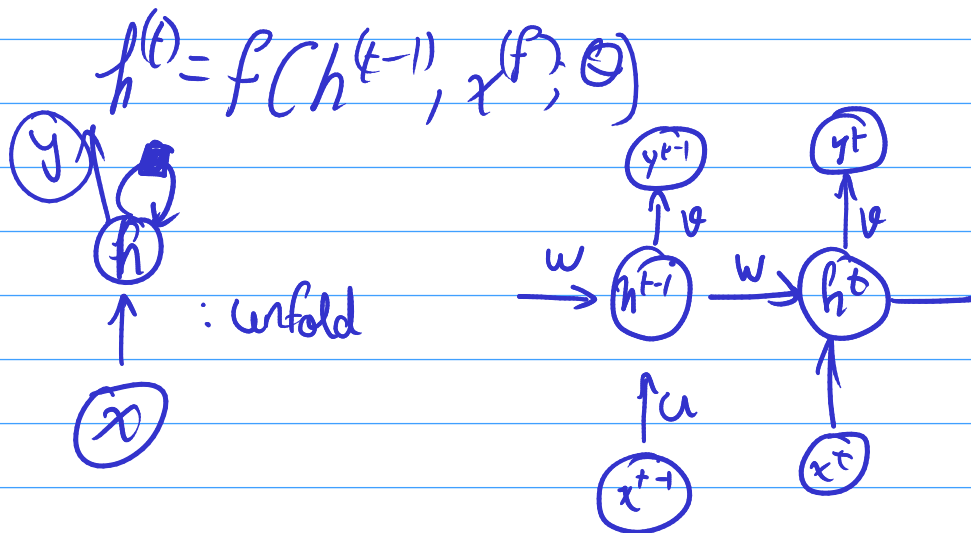 h^(t) = f(h^(t-1), x^(t); θ)
y
y^t-1
y^t
v
v
h
w
h^t-1
w
h^t
: unfold
u
x
x^t-1
x^t